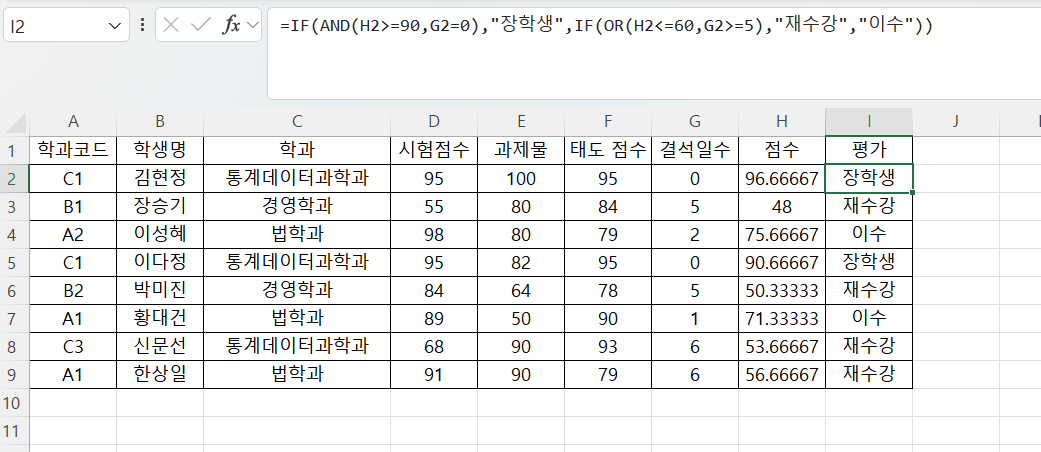 I2 fx =IF(AND(H2>=90,G2=0),"장학생",IF(OR(H2<=60,G2>=5),"재수강","이수"))
A B C D E F G H I J
1 학과코드 학생명 학과 시험점수 과제물 태도 점수 결석일수 점수 평가
2 C1 김현정 통계데이터과학과 95 100 95 0 96.66667 장학생
3 B1 장승기 경영학과 55 80 84 5 48 재수강
4 A2 이성혜 법학과 98 80 79 2 75.66667 이수
5 C1 이다정 통계데이터과학과 95 82 95 0 90.66667 장학생
6 B2 박미진 경영학과 84 64 78 5 50.33333 재수강
7 A1 황대건 법학과 89 50 90 1 71.33333 이수
8 C3 신문선 통계데이터과학과 68 90 93 6 53.66667 재수강
9 A1 한상일 법학과 91 90 79 6 56.66667 재수강
10
11